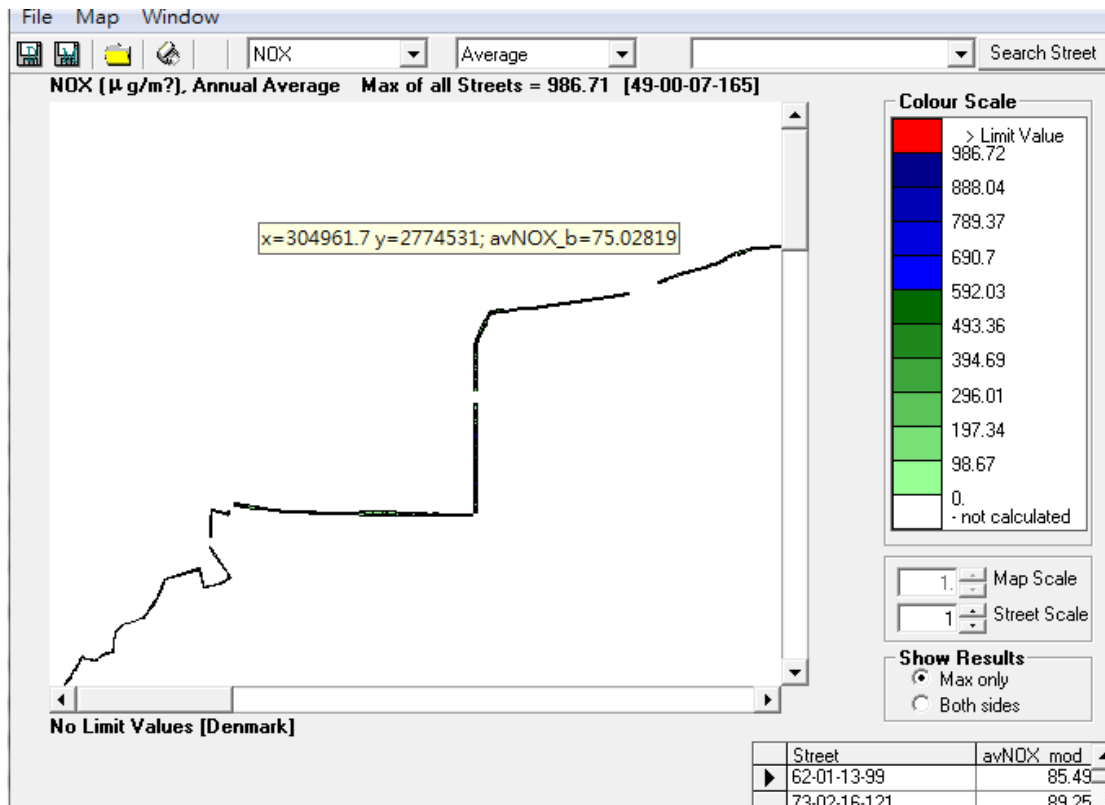 File Map Window
NOX Average Search Street
NOX (μg/m?), Annual Average Max of all Streets = 986.71 [49-00-07-165]
x=304961.7 y=2774531; avNOX_b=75.02819
Colour Scale
> Limit Value
986.72
888.04
789.37
690.7
592.03
493.36
394.69
296.01
197.34
98.67
0.
- not calculated
1. Map Scale
1 Street Scale
Show Results
Max only
Both sides
No Limit Values [Denmark]
Street avNOX_mod
62-01-13-99 85.49
73-02-16-121 89.25